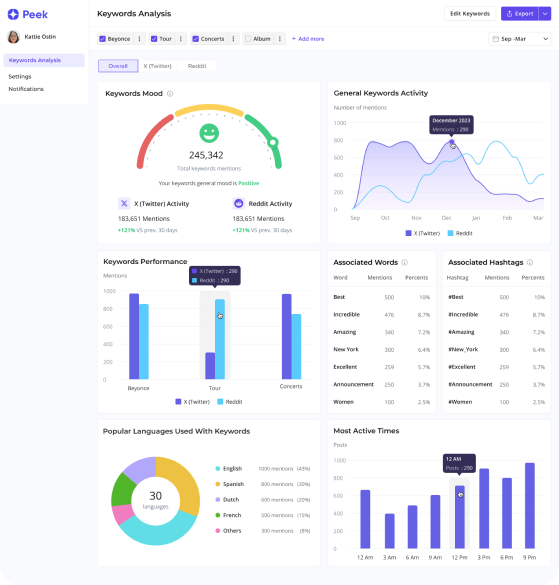 Peek
Kattie Ostin
Keywords Analysis
Settings
Notifications
Keywords Analysis
Edit Keywords
Export
Beyonce
Tour
Concerts
Album
+ Add more
Sep -Mar
Overall
X (Twitter)
Reddit
Keywords Mood
245,342
Total keywords mentions
Your keywords general mood is Positive
X (Twitter) Activity
183,651 Mentions
+121% VS prev. 30 days
Reddit Activity
183,651 Mentions
+121% VS prev. 30 days
General Keywords Activity
Number of mentions
1000
800
600
400
200
0
December 2023
Mentions : 290
Sep Oct Nov Dec Jan Feb Mar
X (Twitter) Reddit
Keywords Performance
Mentions
X (Twitter) : 290
Reddit : 290
1000
800
600
400
200
0
Beyonce Tour Concerts
X (Twitter) Reddit
Associated Words
Word Mentions Percents
Best 500 10%
Incredible 476 8.7%
Amazing 340 7.2%
New York 300 6.4%
Excellent 259 5.7%
Announcement 250 3.7%
Women 100 2.5%
Associated Hashtags
Hashtag Mentions Percents
#Best 500 10%
#Incredible 476 8.7%
#Amazing 340 7.2%
#New_York 300 6.4%
#Excellent 259 5.7%
#Announcement 250 3.7%
#Women 100 2.5%
Popular Languages Used With Keywords
30
languages
English 1000 mentions (43%)
Spanish 800 mentions (30%)
Dutch 600 mentions (20%)
French 500 mentions (15%)
Others 300 mentions (8%)
Most Active Times
Posts
12 AM
Posts : 290
1000
800
600
400
200
0
12 Am 3 Am 6 Am 9 Am 12 Pm 3 Pm 6 Pm 9 Pm